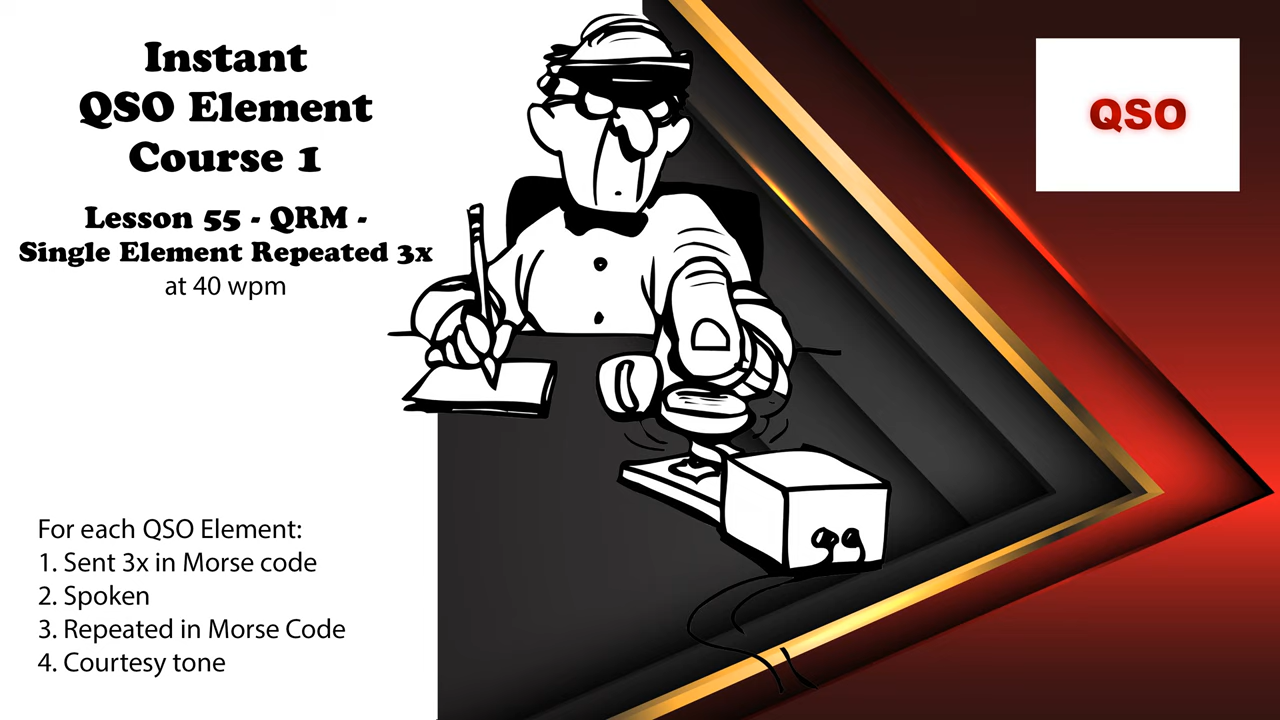 Instant
QSO Element
Course 1
Lesson 55 - QRM -
Single Element Repeated 3x
at 40 wpm
QSO
For each QSO Element:
1. Sent 3x in Morse code
2. Spoken
3. Repeated in Morse Code
4. Courtesy tone